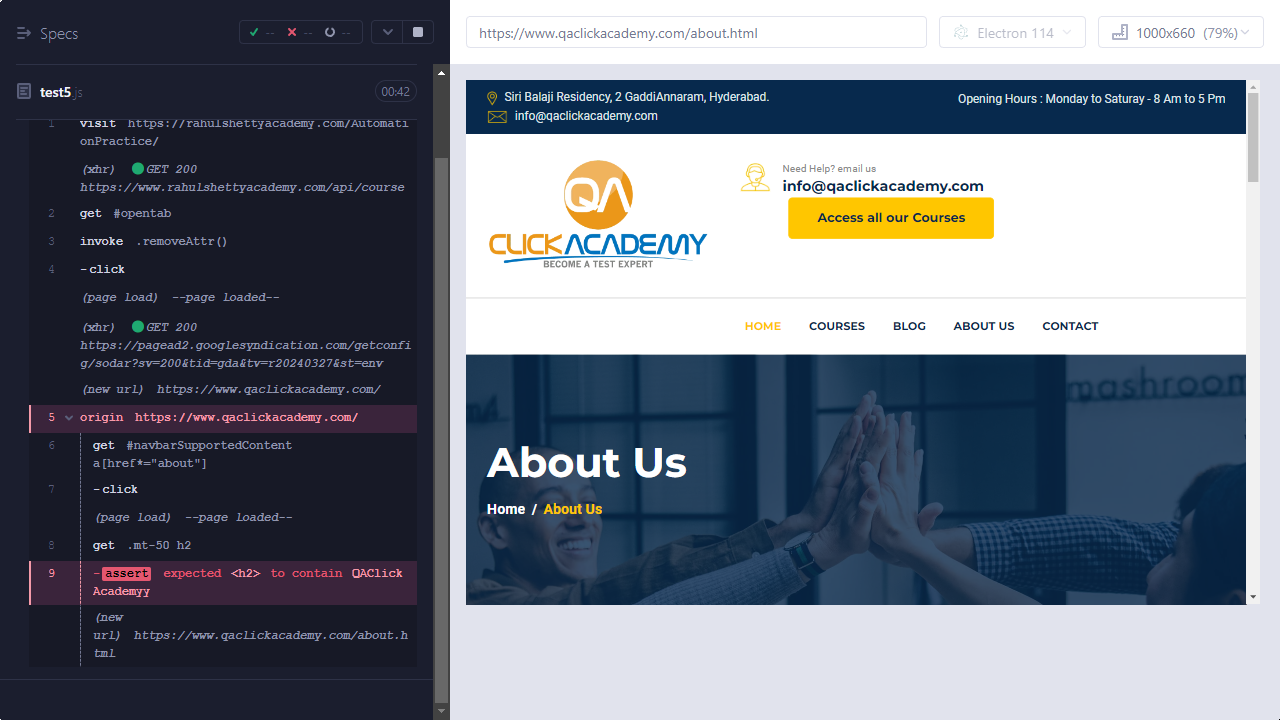 Specs
-- -- --
test5.js
00:42
1 visit https://rahulshettyacademy.com/Automati
onPractice/
(xhr) GET 200
https://www.rahulshettyacademy.com/api/course
2 get #opentab
3 invoke .removeAttr()
4 -click
(page load) --page loaded--
(xhr) GET 200
https://pagead2.googlesyndication.com/getconfi
g/sodar?sv=200&tid=gda&tv=r20240327&st=env
(new url) https://www.qaclickacademy.com/
5 origin https://www.qaclickacademy.com/
6 get #navbarSupportedContent
a[href*="about"]
7 -click
(page load) --page loaded--
8 get .mt-50 h2
9 -assert expected <h2> to contain QAClick
Academyy
(new
url) https://www.qaclickacademy.com/about.h
tml
https://www.qaclickacademy.com/about.html
Electron 114
1000x660 (79%)
Siri Balaji Residency, 2 GaddiAnnaram, Hyderabad.
info@qaclickacademy.com
Opening Hours : Monday to Saturay - 8 Am to 5 Pm
QA
CLICKACADEMY
BECOME A TEST EXPERT
Need Help? email us
info@qaclickacademy.com
Access all our Courses
HOME COURSES BLOG ABOUT US CONTACT
mashroom
About Us
Home / About Us